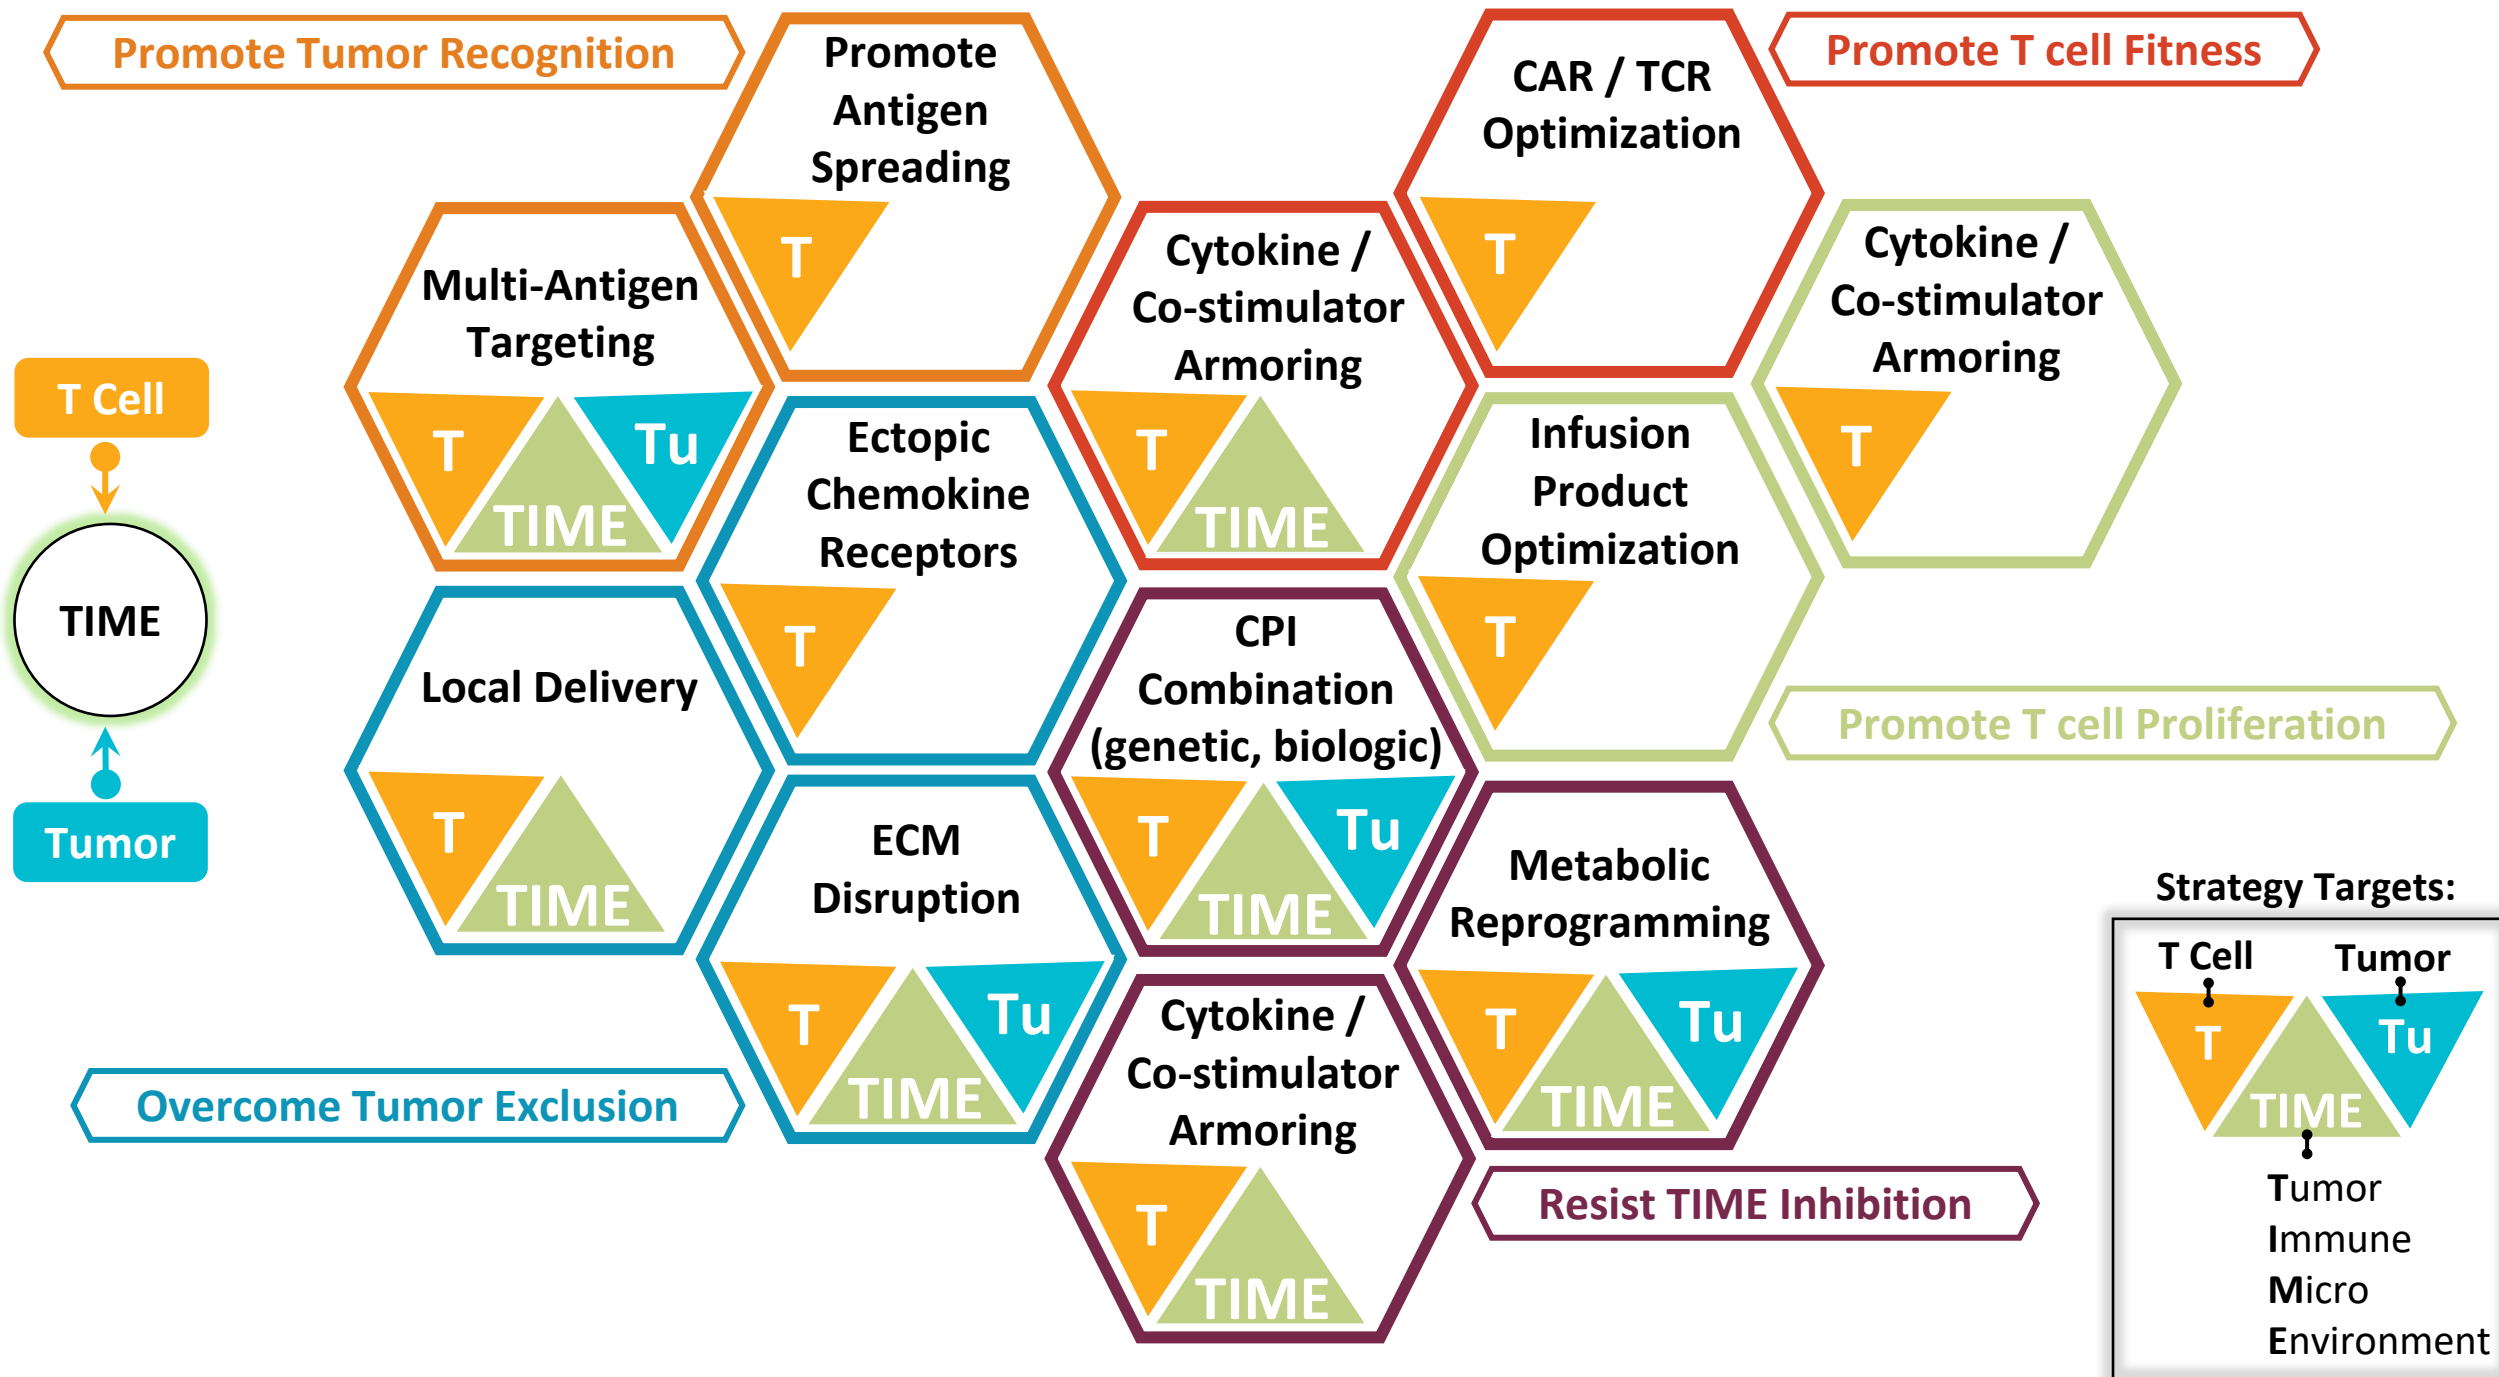 Promote Tumor Recognition
Promote
Antigen
Spreading
T
CAR / TCR
Optimization
T
Promote T cell Fitness
Multi-Antigen
Targeting
T
TIME
Tu
Cytokine /
Co-stimulator
Armoring
T
TIME
Cytokine /
Co-stimulator
Armoring
T
T Cell
TIME
Tumor
Ectopic
Chemokine
Receptors
T
Infusion
Product
Optimization
T
Local Delivery
T
TIME
CPI
Combination
(genetic, biologic)
T
TIME
Tu
Promote T cell Proliferation
ECM
Disruption
T
TIME
Tu
Metabolic
Reprogramming
T
TIME
Tu
Overcome Tumor Exclusion
Cytokine /
Co-stimulator
Armoring
T
TIME
Resist TIME Inhibition
Strategy Targets:
T Cell
Tumor
T
TIME
Tu
Tumor
Immune
Micro
Environment